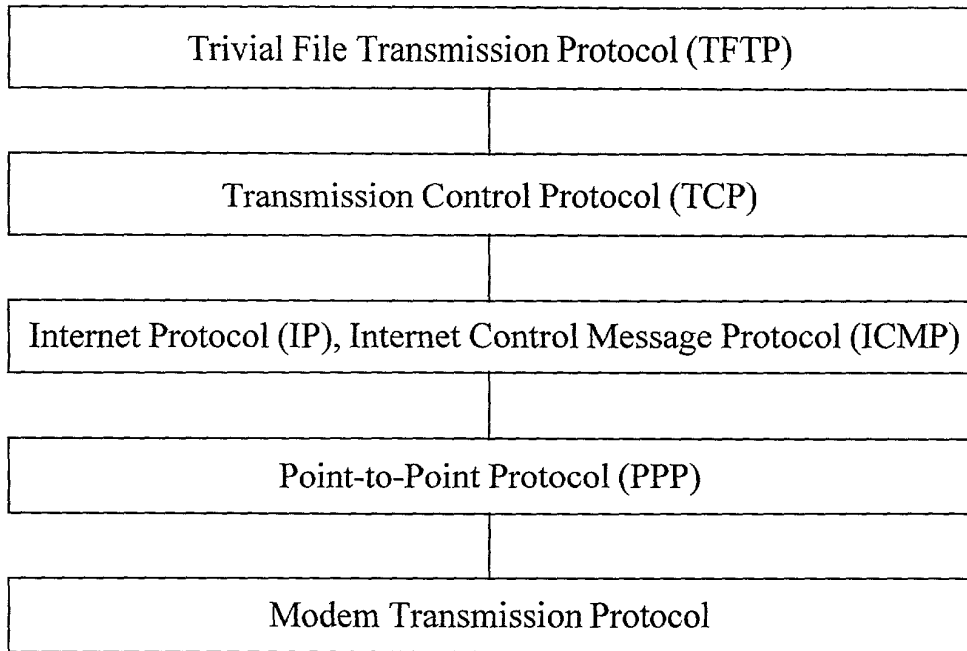 Trivial File Transmission Protocol (TFTP)
Transmission Control Protocol (TCP)
Internet Protocol (IP), Internet Control Message Protocol (ICMP)
Point-to-Point Protocol (PPP)
Modem Transmission Protocol